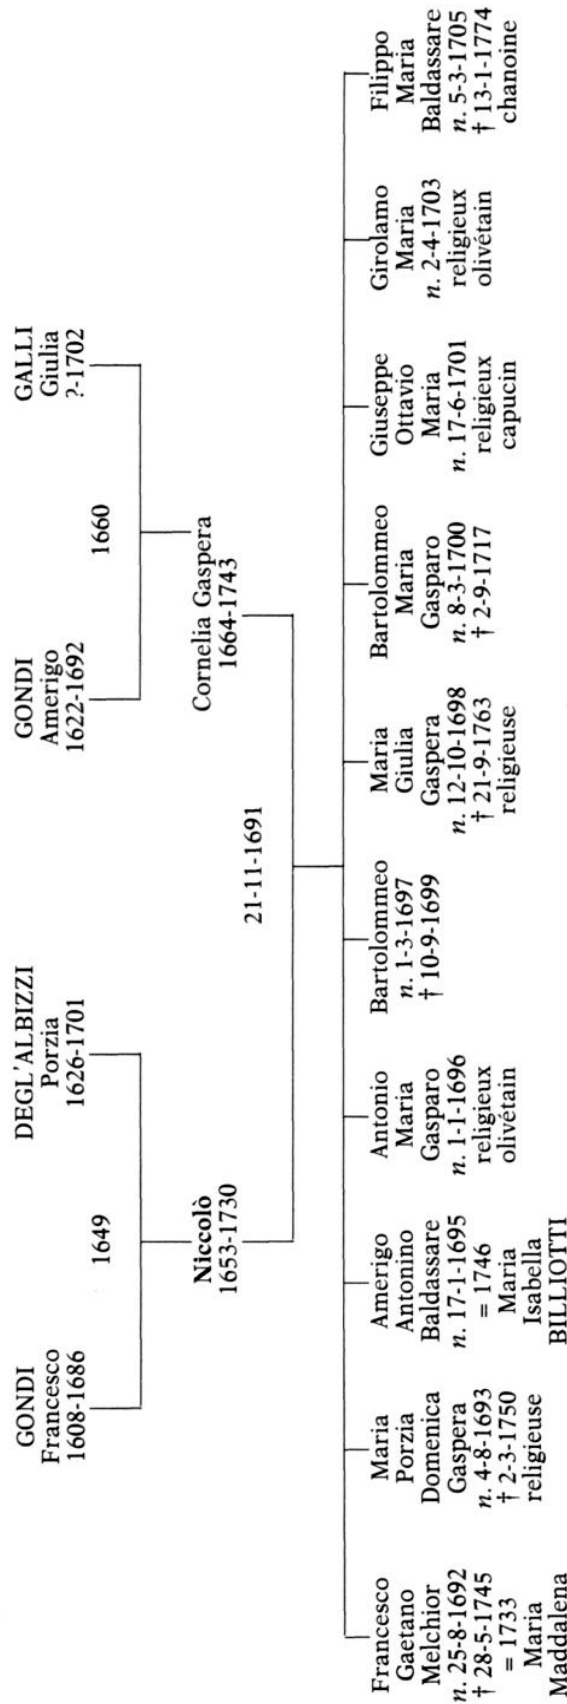 GONDI
Francesco
1608-1686
DEGL'ALBIZZI
Porzia
1626-1701
GONDI
Amerigo
1622-1692
GALLI
Giulia
?-1702
1649
1660
Niccolò
1653-1730
Cornelia Gaspera
1664-1743
21-11-1691
Francesco
Gaetano
Melchior
n. 25-8-1692
† 28-5-1745
= 1733
Maria
Maddalena
Maria
Porzia
Domenica
Gaspera
n. 4-8-1693
† 2-3-1750
religieuse
Amerigo
Antonino
Baldassare
n. 17-1-1695
= 1746
Maria
Isabella
BILLIOTTI
Antonio
Maria
Gasparo
n. 1-1-1696
religieux
olivétain
Bartolommeo
n. 1-3-1697
† 10-9-1699
Maria
Giulia
Gaspera
n. 12-10-1698
† 21-9-1763
religieuse
Bartolommeo
Maria
Gasparo
n. 8-3-1700
† 2-9-1717
Giuseppe
Ottavio
Maria
n. 17-6-1701
religieux
capucin
Girolamo
Maria
n. 2-4-1703
religieux
olivétain
Filippo
Maria
Baldassare
n. 5-3-1705
† 13-1-1774
chanoine